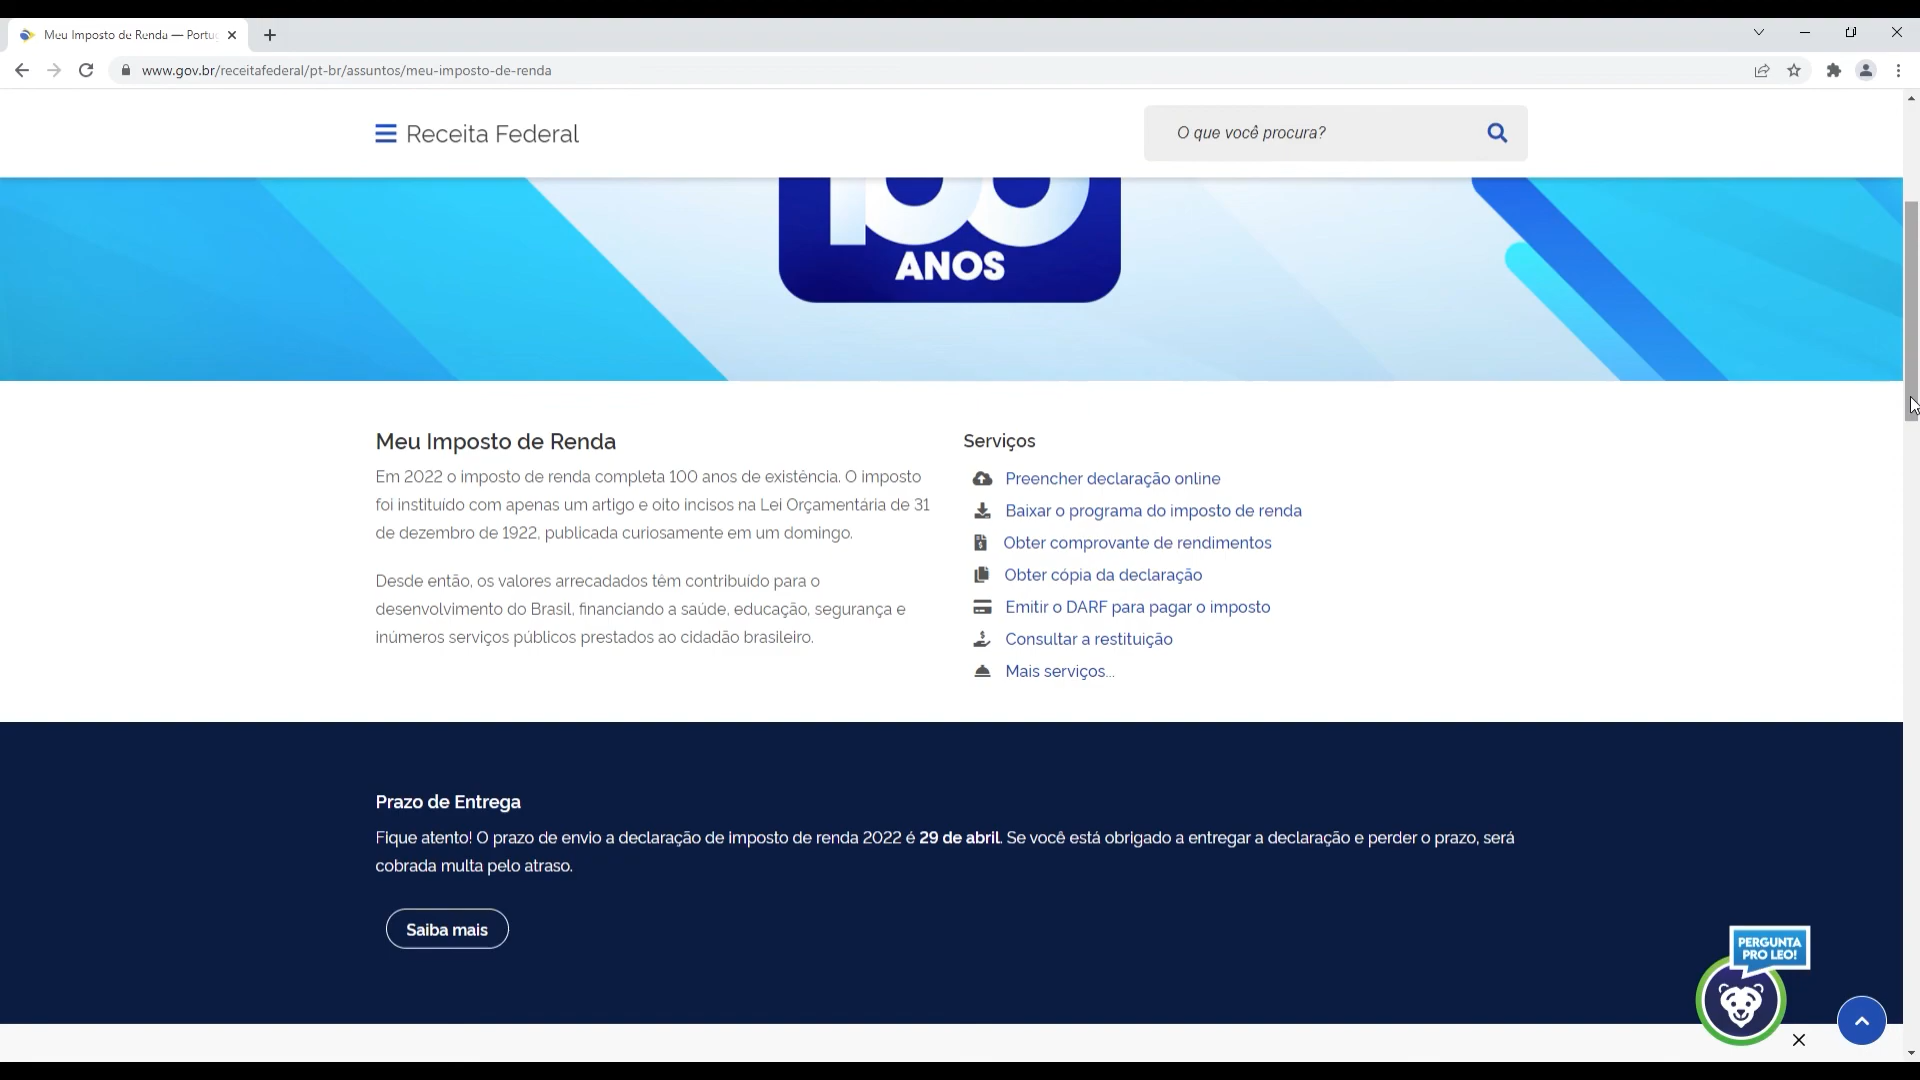 Meu Imposto de Renda — Portu
www.gov.br/receitafederal/pt-br/assuntos/meu-imposto-de-renda
Receita Federal
O que você procura?
100
ANOS
Meu Imposto de Renda
Em 2022 o imposto de renda completa 100 anos de existência. O imposto
foi instituído com apenas um artigo e oito incisos na Lei Orçamentária de 31
de dezembro de 1922, publicada curiosamente em um domingo.
Desde então, os valores arrecadados têm contribuído para o
desenvolvimento do Brasil, financiando a saúde, educação, segurança e
inúmeros serviços públicos prestados ao cidadão brasileiro.
Serviços
Preencher declaração online
Baixar o programa do imposto de renda
Obter comprovante de rendimentos
Obter cópia da declaração
Emitir o DARF para pagar o imposto
Consultar a restituição
Mais serviços...
Prazo de Entrega
Fique atento! O prazo de envio a declaração de imposto de renda 2022 é 29 de abril. Se você está obrigado a entregar a declaração e perder o prazo, será
cobrada multa pelo atraso.
Saiba mais
PERGUNTA
PRO LEO!